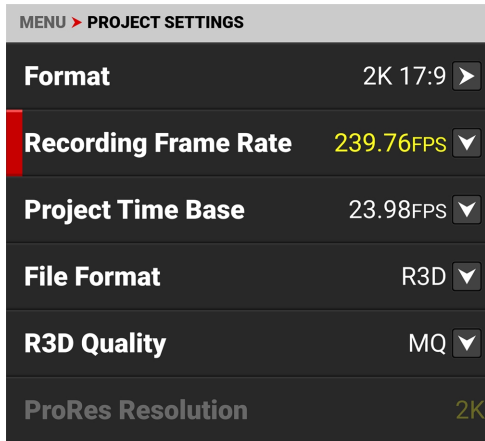 MENU > PROJECT SETTINGS
Format 2K 17:9
Recording Frame Rate 239.76FPS
Project Time Base 23.98FPS
File Format R3D
R3D Quality MQ
ProRes Resolution 2K